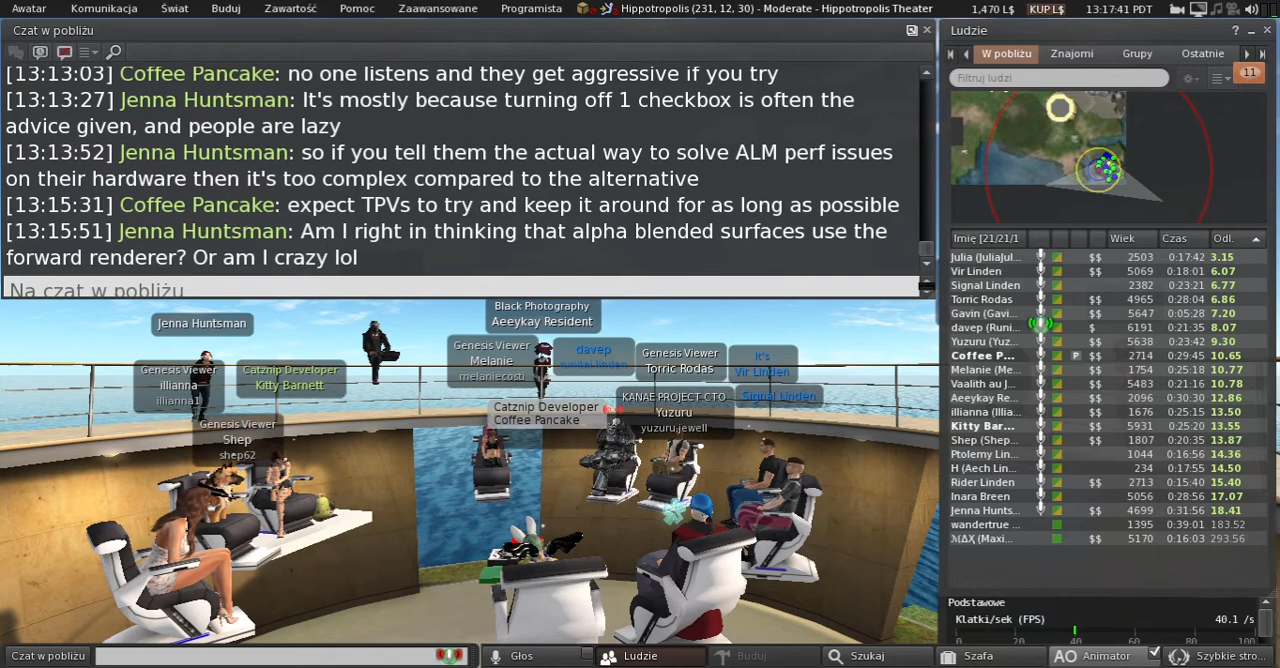 Awatar Komunikacja Świat Buduj Zawartość Pomoc Zaawansowane Programista Hippotropolis (231, 12, 30) - Moderate - Hippotropolis Theater 1,470 L$ KUP L$ 13:17:41 PDT
Czat w pobliżu
[13:13:03] Coffee Pancake: no one listens and they get aggressive if you try
[13:13:27] Jenna Huntsman: It's mostly because turning off 1 checkbox is often the
advice given, and people are lazy
[13:13:52] Jenna Huntsman: so if you tell them the actual way to solve ALM perf issues
on their hardware then it's too complex compared to the alternative
[13:15:31] Coffee Pancake: expect TPVs to try and keep it around for as long as possible
[13:15:51] Jenna Huntsman: Am I right in thinking that alpha blended surfaces use the
forward renderer? Or am I crazy lol
Na czat w pobliżu
Jenna Huntsman
Black Photography
Aeeykay Resident
Genesis Viewer
illianna
illianna1
Catznip Developer
Kitty Barnett
Genesis Viewer
Melanie
melaniecosti
davep
Genesis Viewer
Torric Rodas
It's
Vir Linden
Signal Linden
KANAE PROJECT-CTO
Yuzuru
yuzuru.jewell
Catznip Developer
Coffee Pancake
Genesis Viewer
Shep
shep62
Ludzie
W pobliżu Znajomi Grupy Ostatnie
Filtruj ludzi
11
Imię [21/21/1 Wiek Czas Odl.
Julia (JuliaJul... $$ 2503 0:17:42 3.15
Vir Linden $$ 5069 0:18:01 6.07
Signal Linden 2382 0:23:21 6.77
Torric Rodas $$ 4965 0:28:04 6.86
Gavin (Gavi... $$ 5647 0:05:28 7.20
davep (Runi... $ 6191 0:21:35 8.07
Yuzuru (Yuz... $$ 5638 0:23:42 9.30
Coffee P... P $$ 2714 0:29:45 10.65
Melanie (Me... $$ 1754 0:25:18 10.77
Vaalith au J... $$ 5483 0:21:16 10.78
Aeeykay Res... $$ 2096 0:30:30 12.86
illianna (Illia... $$ 1676 0:25:15 13.50
Kitty Bar... $$ 5931 0:25:20 13.55
Shep (Shep... $$ 1807 0:20:35 13.87
Ptolemy Lin... 1044 0:16:56 14.36
H (Aech Lin... 234 0:17:55 14.50
Rider Linden $$ 2713 0:15:40 15.40
Inara Breen 5056 0:28:56 17.07
Jenna Hunts... $$ 4699 0:31:56 18.41
wandertrue ... 1395 0:39:01 183.52
(Maxi... $$ 5170 0:16:03 293.56
Podstawowe
Klatki/sek (FPS) 40.1 /s
0 20 40 60 80 100
Czat w pobliżu Głos Ludzie Buduj Szukaj Szafa AO Animator Szybkie stro...